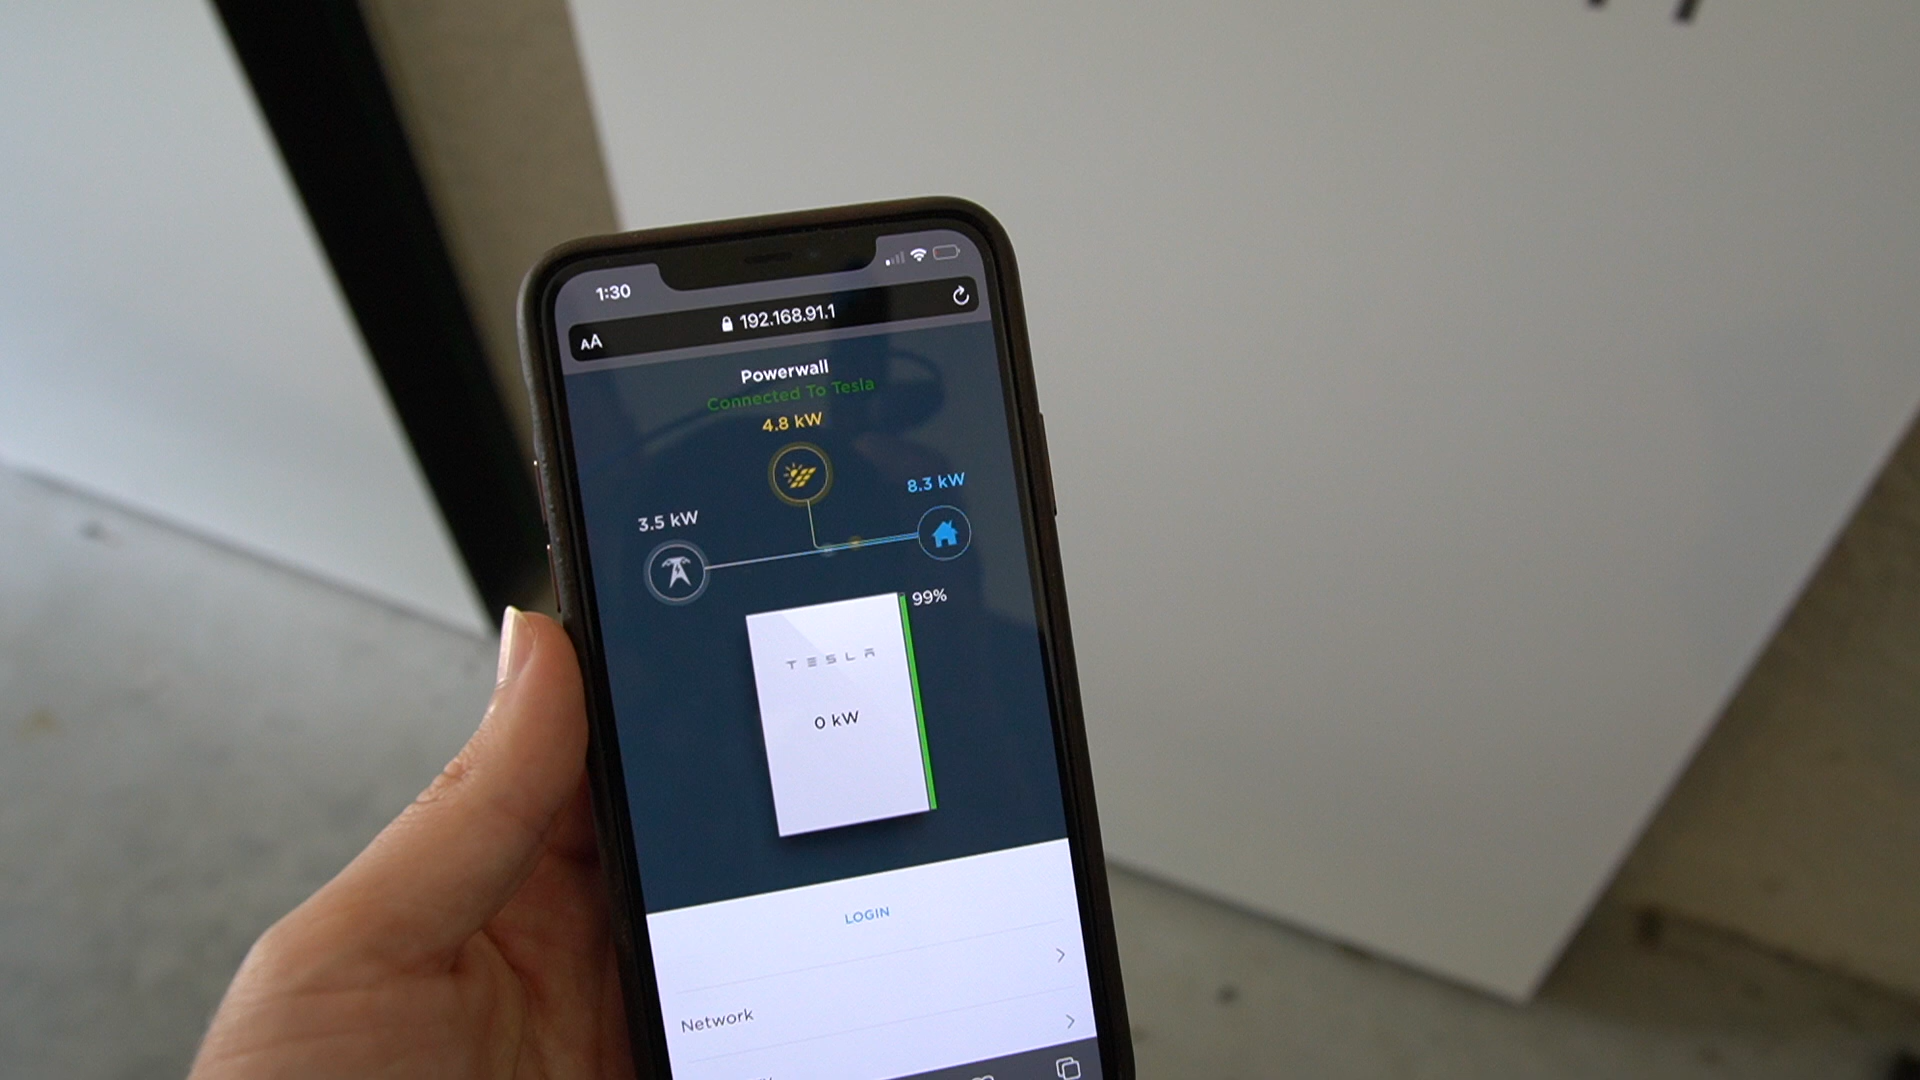 1:30
AA 192.168.91.1
Powerwall
Connected To Tesla
4.8 kW
8.3 kW
3.5 kW
99%
TESLA
0 kW
LOGIN
Network